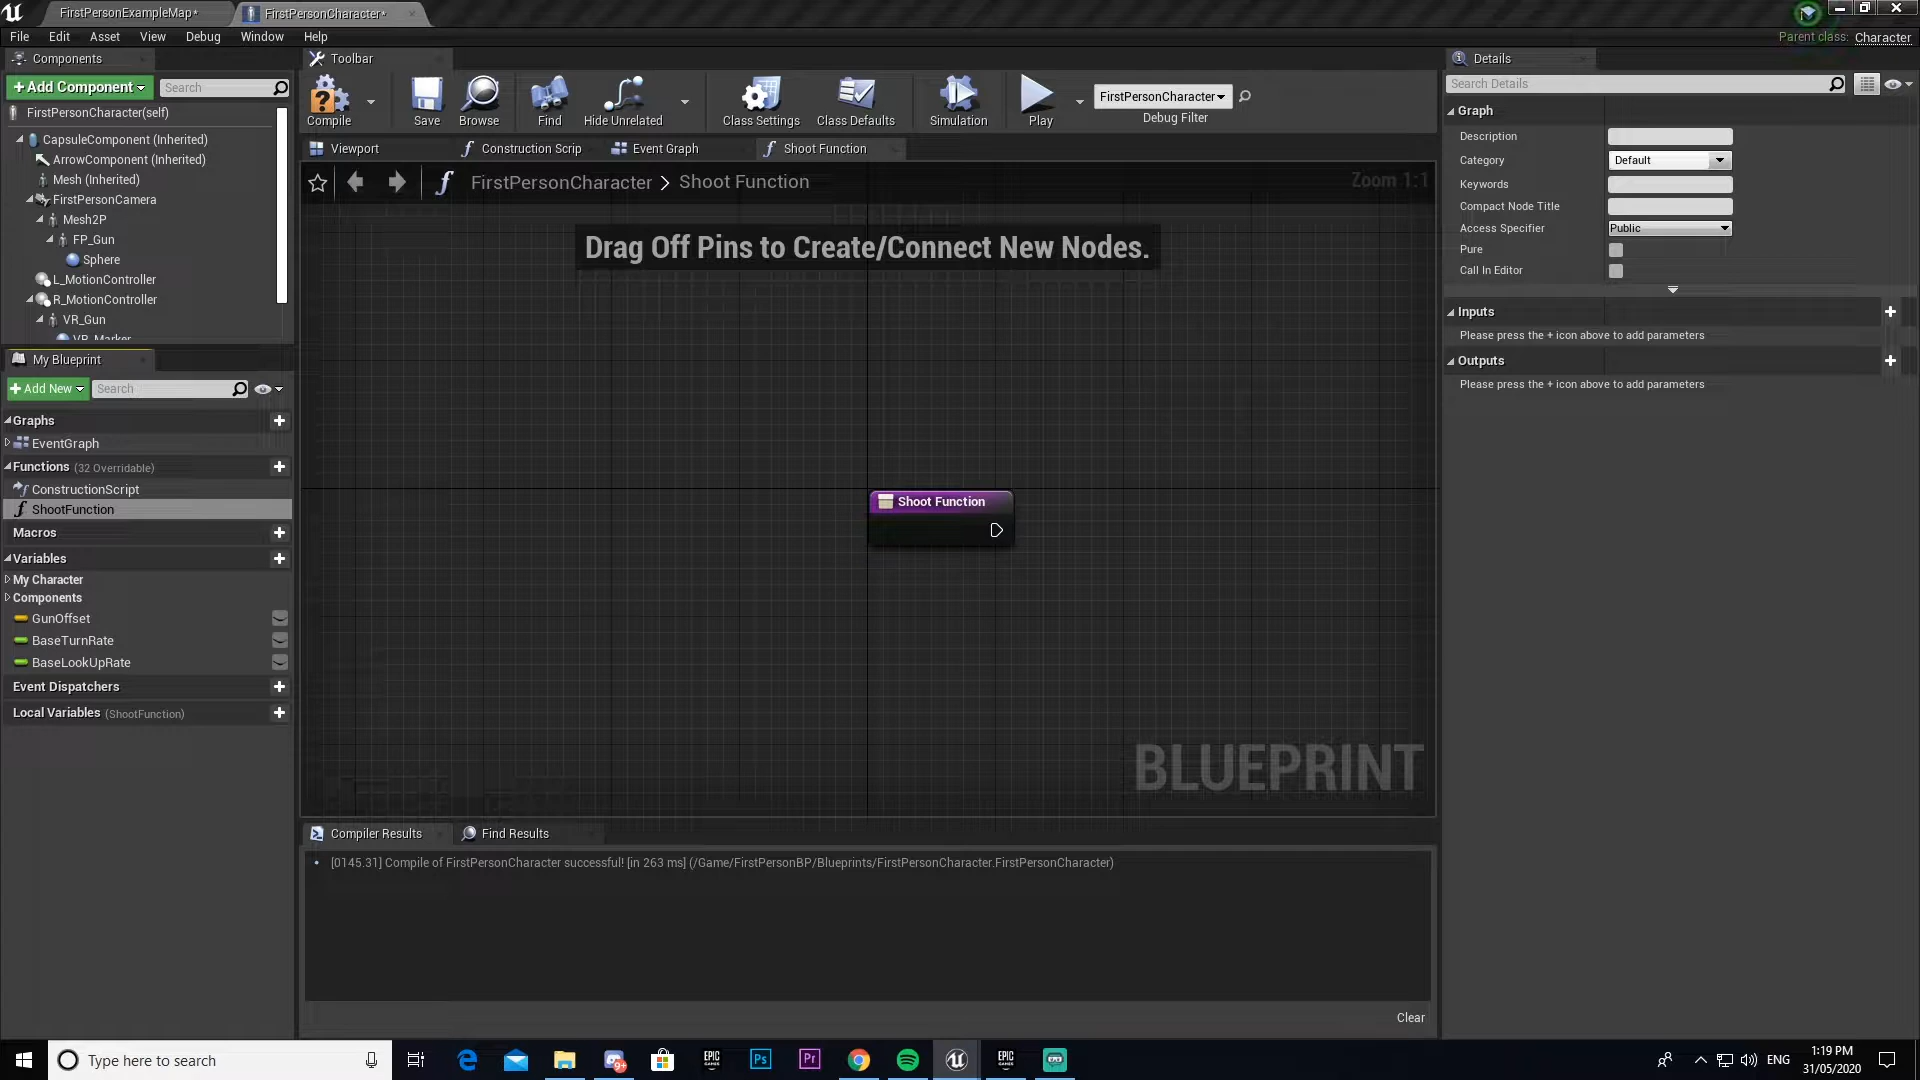 FirstPersonExampleMap*
FirstPersonCharacter*
File Edit Asset View Debug Window Help
Parent class: Character
Components
Toolbar
Details
+Add Component
Search
FirstPersonCharacter(self)
CapsuleComponent (Inherited)
ArrowComponent (Inherited)
Mesh (Inherited)
FirstPersonCamera
Mesh2P
FP_Gun
Sphere
L_MotionController
R_MotionController
VR_Gun
VR_Marker
Compile
Save
Browse
Find
Hide Unrelated
Class Settings
Class Defaults
Simulation
Play
FirstPersonCharacter
Debug Filter
Viewport
Construction Scrip
Event Graph
Shoot Function
FirstPersonCharacter > Shoot Function
Zoom 1:1
Drag Off Pins to Create/Connect New Nodes.
Shoot Function
BLUEPRINT
My Blueprint
+Add New
Search
Graphs
EventGraph
Functions (32 Overridable)
ConstructionScript
ShootFunction
Macros
Variables
My Character
Components
GunOffset
BaseTurnRate
BaseLookUpRate
Event Dispatchers
Local Variables (ShootFunction)
Compiler Results
Find Results
[0145.31] Compile of FirstPersonCharacter successful! [in 263 ms] (/Game/FirstPersonBP/Blueprints/FirstPersonCharacter.FirstPersonCharacter)
Clear
Search Details
Graph
Description
Category
Default
Keywords
Compact Node Title
Access Specifier
Public
Pure
Call In Editor
Inputs
Please press the + icon above to add parameters
Outputs
Please press the + icon above to add parameters
Type here to search
9+
EPIC GAMES
Ps
Pr
EPIC GAMES
ENG
1:19 PM
31/05/2020